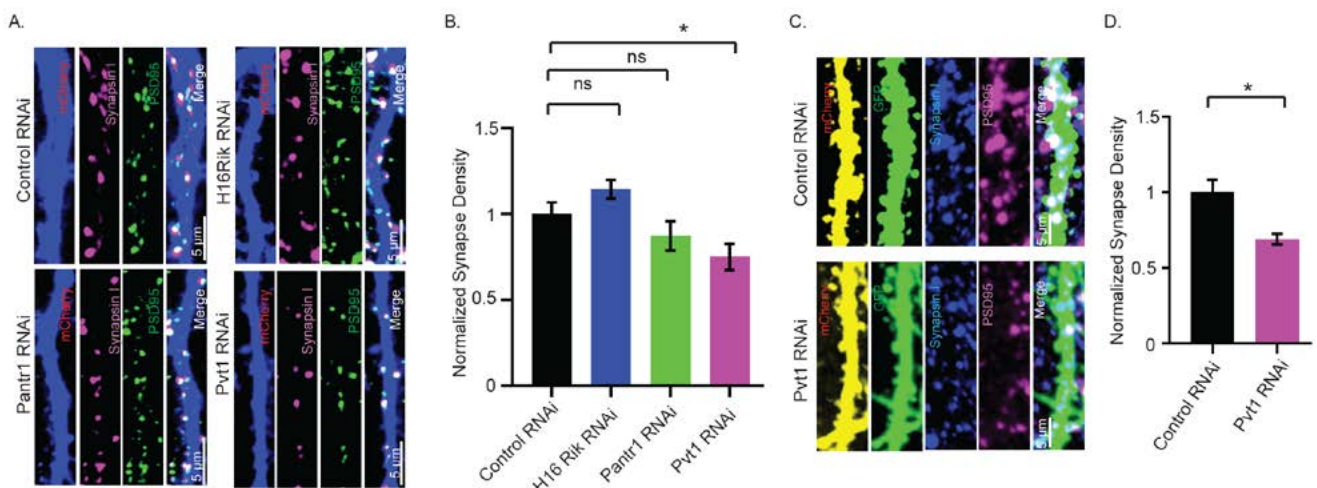 A.
Control RNAi
mCherry
Synapsin I
PSD95
Merge
5 µm
H16Rik RNAi
mCherry
Synapsin I
PSD95
Merge
5 µm
Pantr1 RNAi
mCherry
Synapsin I
PSD95
Merge
5 µm
Pvt1 RNAi
mCherry
Synapsin I
PSD95
Merge
5 µm
B.
*
ns
ns
Normalized Synapse Density
1.5
1
0.5
0
Control RNAi
H16 Rik RNAi
Pantr1 RNAi
Pvt1 RNAi
C.
Control RNAi
mCherry
GFP
Synapsin I
PSD95
Merge
5 µm
Pvt1 RNAi
mCherry
GFP
Synapsin I
PSD95
Merge
5 µm
D.
*
Normalized Synapse Density
1.5
1
0.5
0
Control RNAi
Pvt1 RNAi